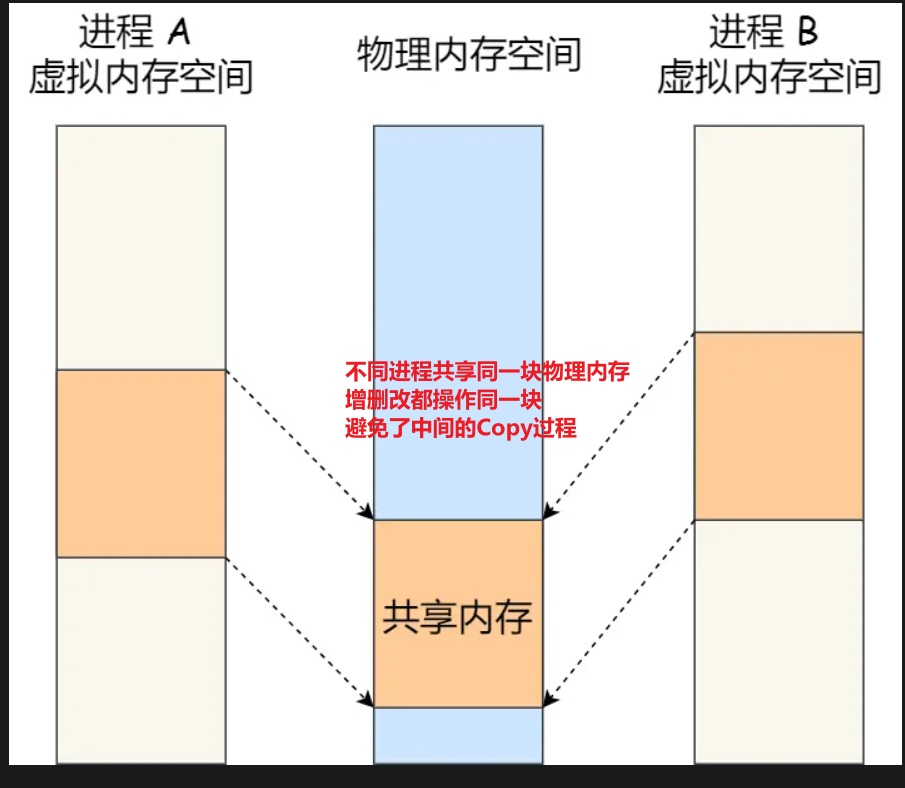 进程 A
虚拟内存空间
物理内存空间
进程 B
虚拟内存空间
不同进程共享同一块物理内存
增删改都操作同一块
避免了中间的Copy过程
共享内存